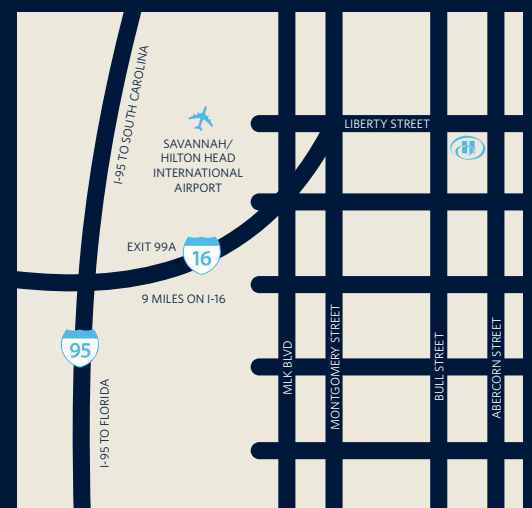 I-95 TO SOUTH CAROLINA
SAVANNAH/
HILTON HEAD
INTERNATIONAL
AIRPORT
LIBERTY STREET
H
EXIT 99A
16
9 MILES ON I-16
95
I-95 TO FLORIDA
MLK BLVD
MONTGOMERY STREET
BULL STREET
ABERCORN STREET